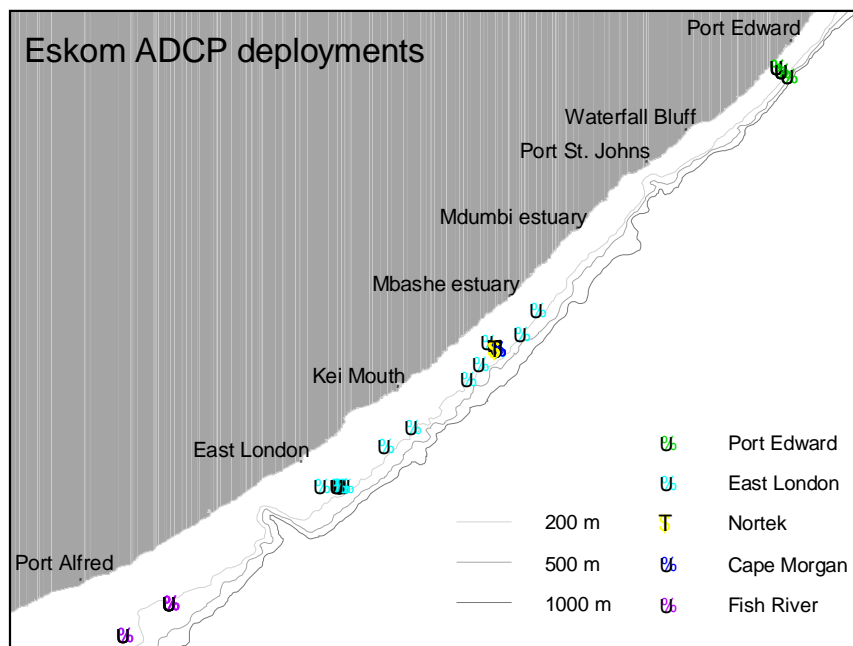 Port Edward
Eskom ADCP deployments
Waterfall Bluff
Port St. Johns
Mdumbi estuary
Mbashe estuary
Kei Mouth
East London
Port Alfred
Port Edward
East London
200 m
Nortek
500 m
Cape Morgan
1000 m
Fish River